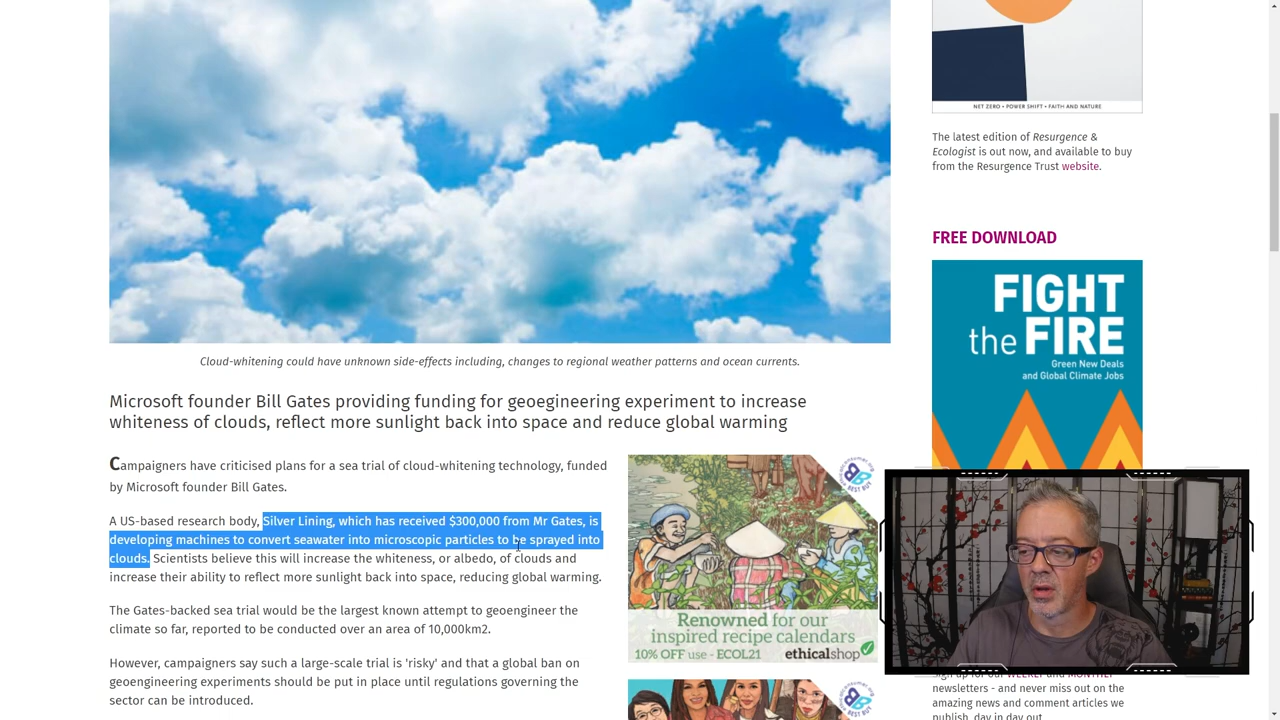 NET ZERO • POWER SHIFT • FAITH AND NATURE
The latest edition of Resurgence &
Ecologist is out now, and available to buy
from the Resurgence Trust website.
FREE DOWNLOAD
FIGHT
the FIRE
Green New Deals
and Global Climate Jobs
Cloud-whitening could have unknown side-effects including, changes to regional weather patterns and ocean currents.
Microsoft founder Bill Gates providing funding for geoegineering experiment to increase
whiteness of clouds, reflect more sunlight back into space and reduce global warming
Campaigners have criticised plans for a sea trial of cloud-whitening technology, funded
by Microsoft founder Bill Gates.
A US-based research body, Silver Lining, which has received $300,000 from Mr Gates, is
developing machines to convert seawater into microscopic particles to be sprayed into
clouds. Scientists believe this will increase the whiteness, or albedo, of clouds and
increase their ability to reflect more sunlight back into space, reducing global warming.
The Gates-backed sea trial would be the largest known attempt to geoengineer the
climate so far, reported to be conducted over an area of 10,000km2.
However, campaigners say such a large-scale trial is 'risky' and that a global ban on
geoengineering experiments should be put in place until regulations governing the
sector can be introduced.
BEST BUY
Renowned for our
inspired recipe calendars
10% OFF use - ECOL21 ethicalshop
BEST BUY
newsletters - and never miss out on the
amazing news and comment articles we
publish, day in day out.